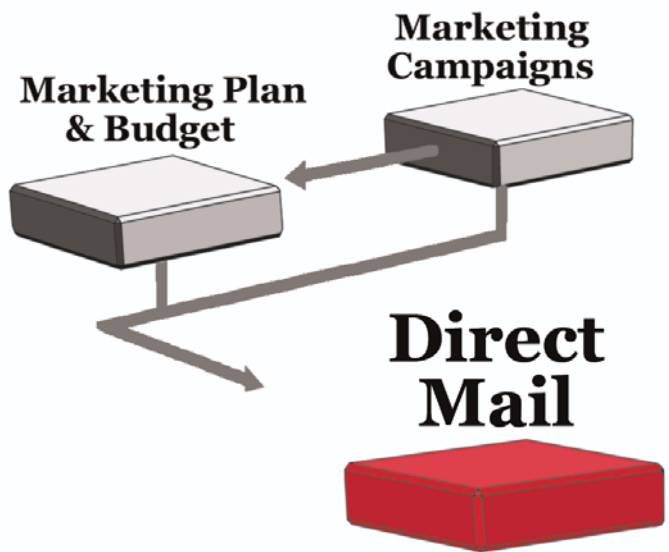 Marketing
Campaigns
Marketing Plan
& Budget
Direct
Mail